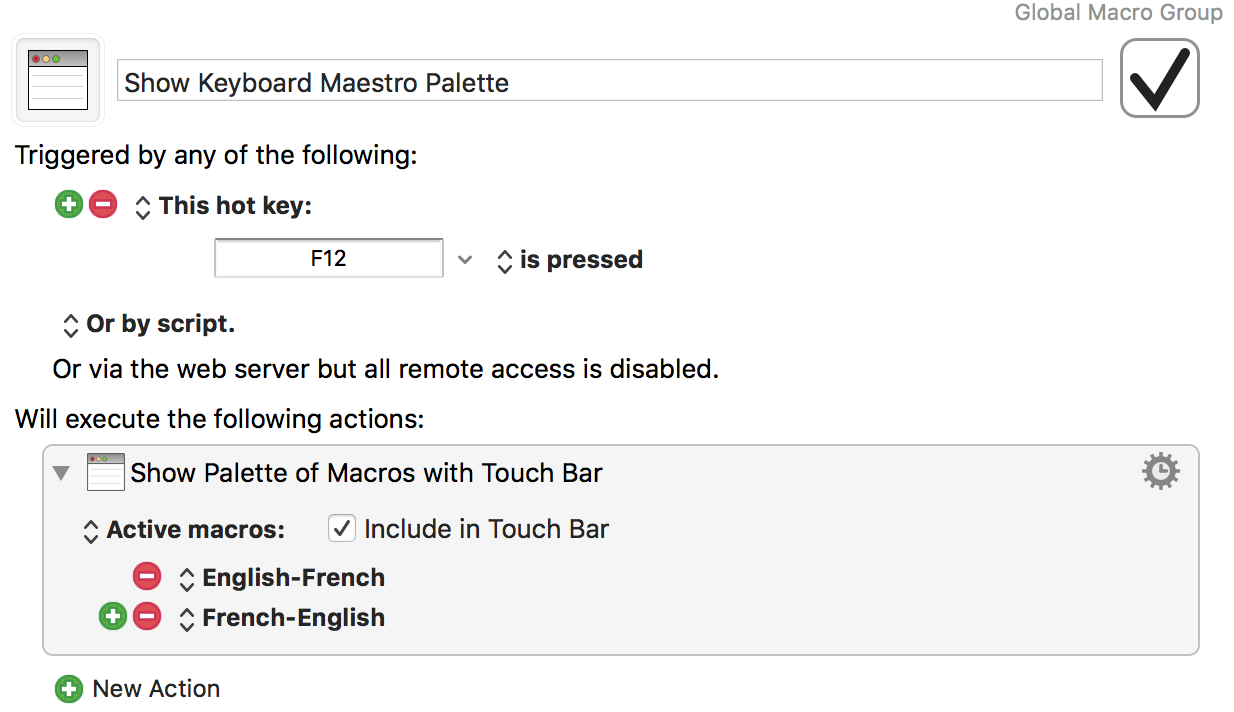 Global Macro Group
Show Keyboard Maestro Palette
Triggered by any of the following:
This hot key:
F12 is pressed
Or by script.
Or via the web server but all remote access is disabled.
Will execute the following actions:
Show Palette of Macros with Touch Bar
Active macros: Include in Touch Bar
English-French
French-English
New Action